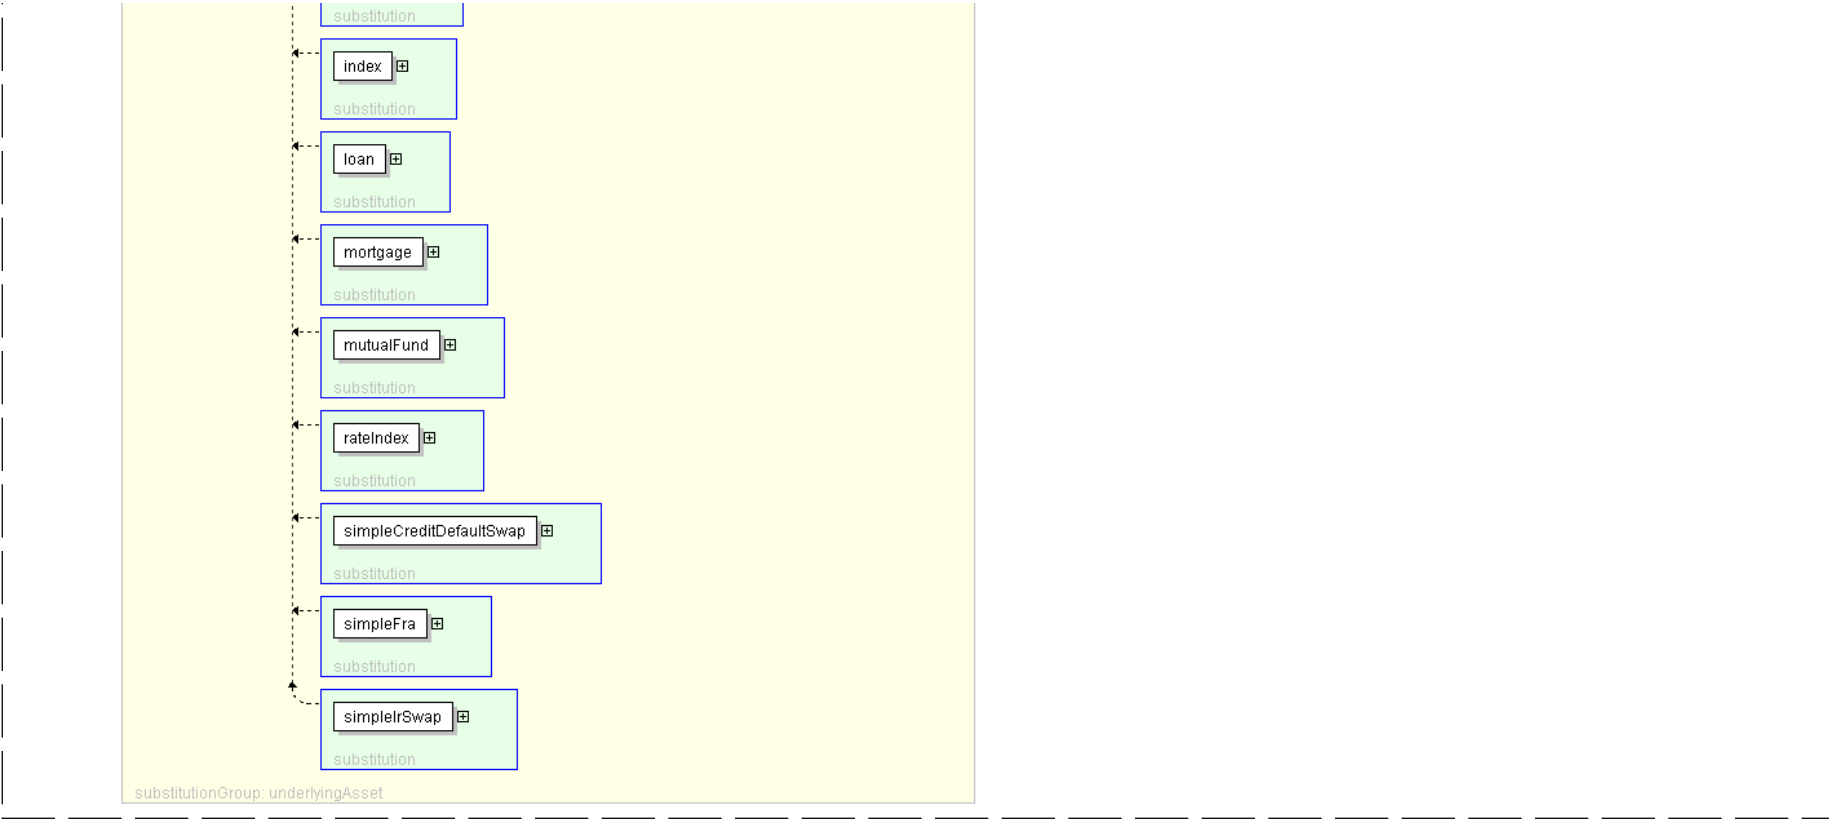 substitution
index
substitution
loan
substitution
mortgage
substitution
mutualFund
substitution
rateIndex
substitution
simpleCreditDefaultSwap
substitution
simpleFra
substitution
simpleIrSwap
substitution
substitutionGroup: underlyingAsset